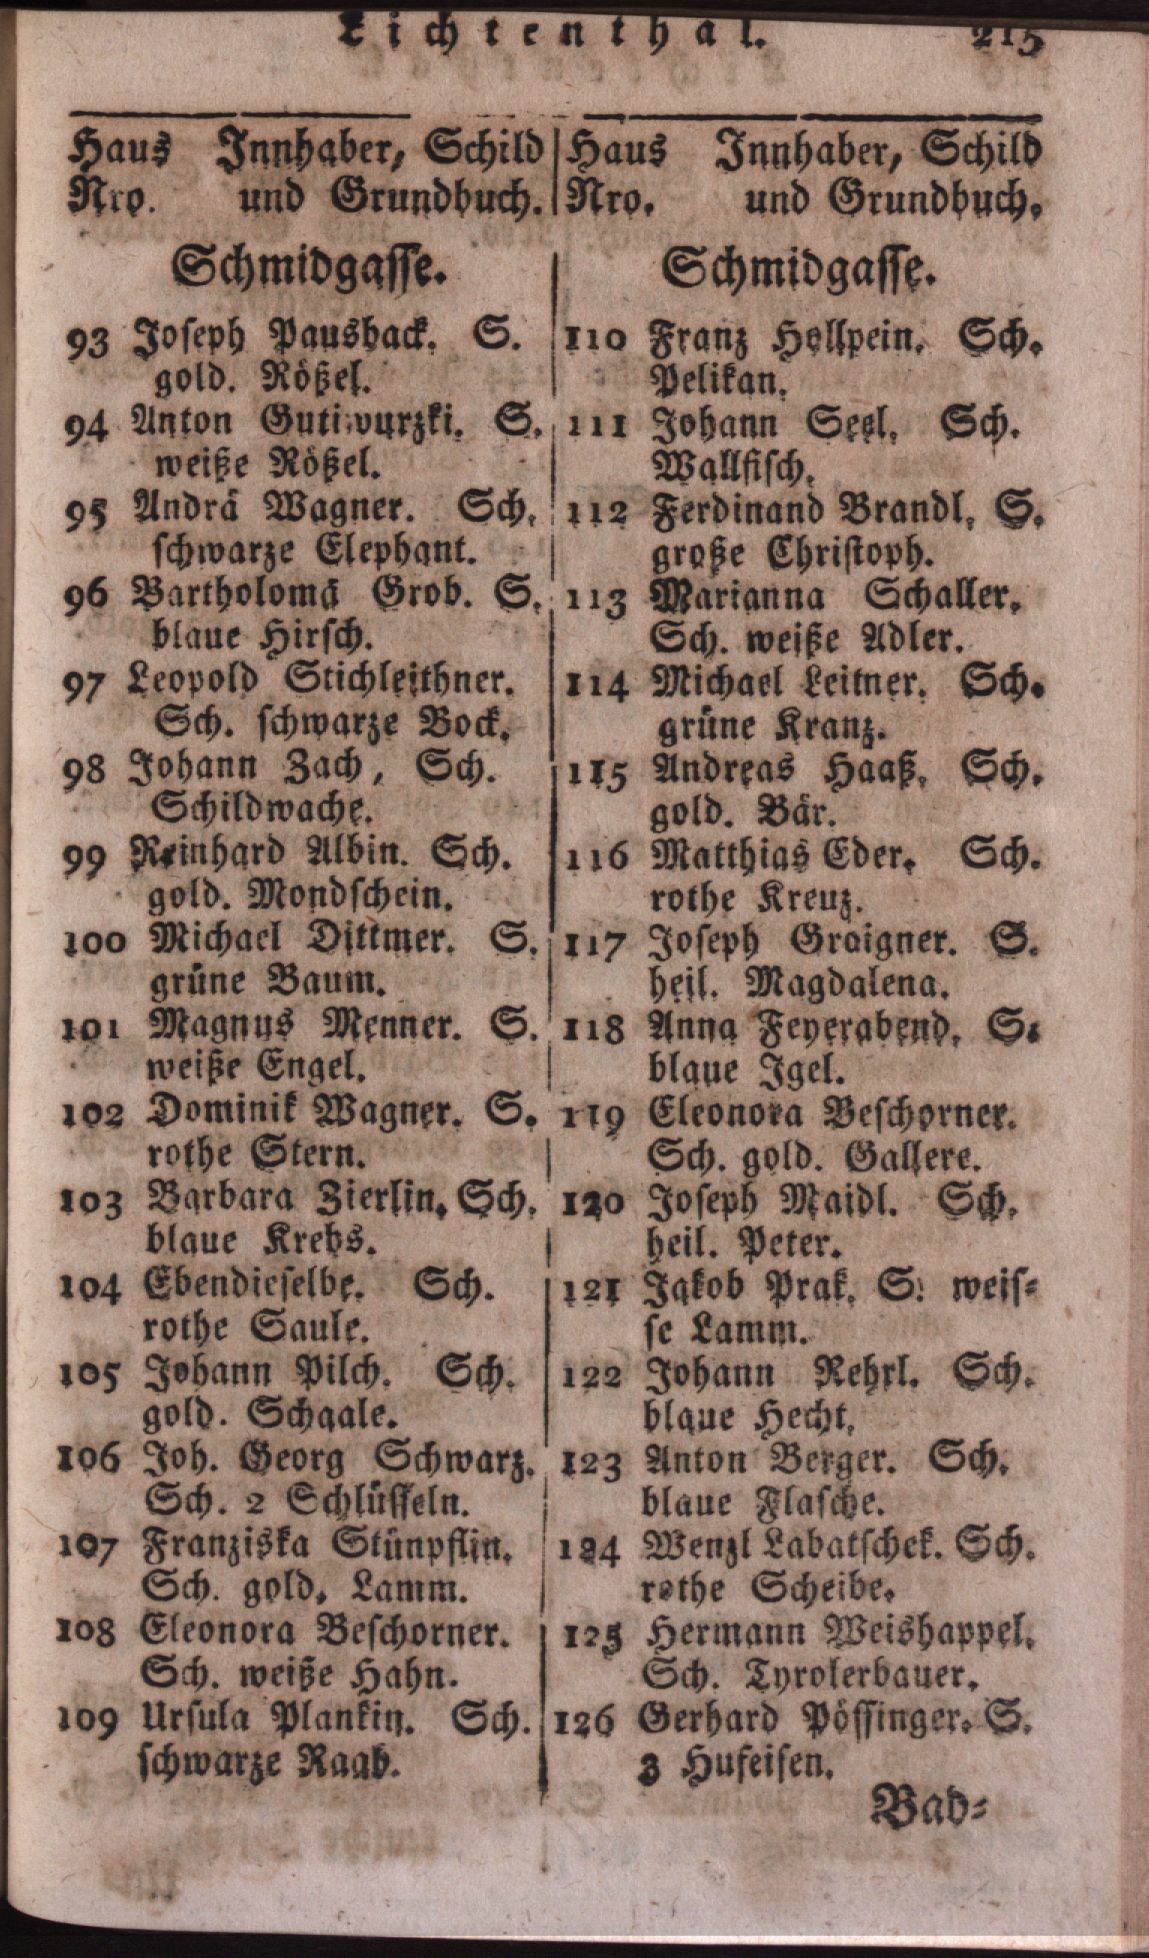 Lichtenthal. 215
Haus Innhaber, Schild
Nro. und Grundbuch.
Schmidgasse.
93 Joseph Pausback. S.
gold. Rößel.
94 Anton Gutiwurzki. S.
weiße Rößel.
95 Andrä Wagner. Sch.
schwarze Elephant.
96 Bartholomä Grob. S.
blaue Hirsch.
97 Leopold Stichleithner.
Sch. schwarze Bock.
98 Johann Zach, Sch.
Schildwache.
99 Reinhard Albin. Sch.
gold. Mondschein.
100 Michael Dittmer. S.
grüne Baum.
101 Magnus Menner. S.
weiße Engel.
102 Dominik Wagner. S.
rothe Stern.
103 Barbara Zierlin. Sch.
blaue Krebs.
104 Ebendieselbe. Sch.
rothe Saule.
105 Johann Pilch. Sch.
gold. Schaale.
106 Joh. Georg Schwarz.
Sch. 2 Schlüsseln.
107 Franziska Stünpflin.
Sch. gold. Lamm.
108 Eleonora Beschorner.
Sch. weiße Hahn.
109 Ursula Plankin. Sch.
schwarze Raab.
Haus Innhaber, Schild
Nro. und Grundbuch.
Schmidgasse.
110 Franz Hollpein. Sch.
Pelikan.
111 Johann Seel. Sch.
Wallfisch.
112 Ferdinand Brandl. S.
große Christoph.
113 Marianna Schaller.
Sch. weiße Adler.
114 Michael Leitner. Sch.
grüne Kranz.
115 Andreas Haaß. Sch.
gold. Bär.
116 Matthias Eder. Sch.
rothe Kreuz.
117 Joseph Graigner. S.
heil. Magdalena.
118 Anna Feyerabend. S.
blaue Igel.
119 Eleonora Beschorner.
Sch. gold. Gallere.
120 Joseph Maidl. Sch.
heil. Peter.
121 Jakob Prak. S. weis-
se Lamm.
122 Johann Rehrl. Sch.
blaue Hecht.
123 Anton Berger. Sch.
blaue Flasche.
124 Wenzl Labatschek. Sch.
rothe Scheibe.
125 Hermann Weishappel.
Sch. Tyrolerbauer.
126 Gerhard Pössinger. S.
3 Hufeisen.
Bad-